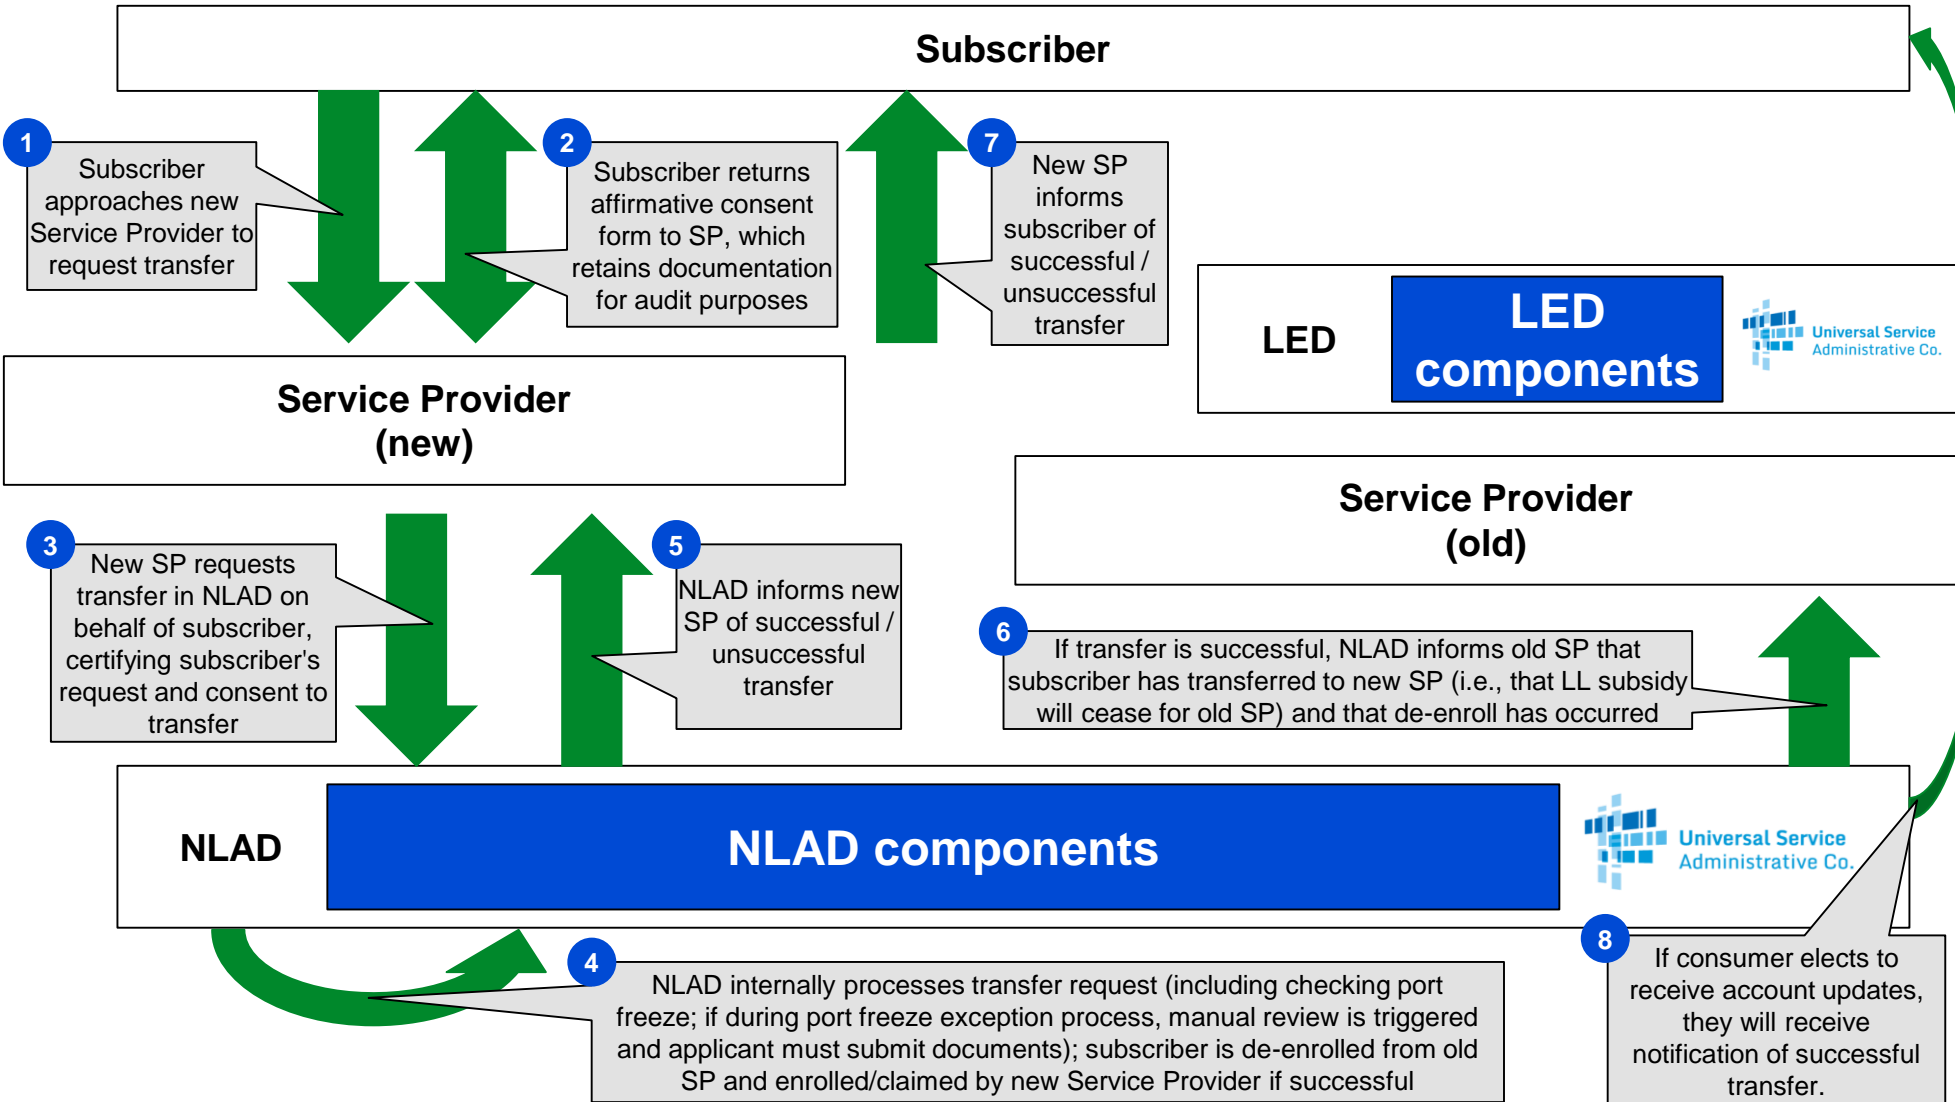 Subscriber
1
Subscriber
approaches new
Service Provider to
request transfer
2
Subscriber returns
affirmative consent
form to SP, which
retains documentation
for audit purposes
7
New SP
informs
subscriber of
successful /
unsuccessful
transfer
LED
LED
components
Universal Service
Administrative Co.
Service Provider
(new)
Service Provider
(old)
3
New SP requests
transfer in NLAD on
behalf of subscriber,
certifying subscriber's
request and consent to
transfer
5
NLAD informs new
SP of successful /
unsuccessful
transfer
6
If transfer is successful, NLAD informs old SP that
subscriber has transferred to new SP (i.e., that LL subsidy
will cease for old SP) and that de-enroll has occurred
NLAD
NLAD components
Universal Service
Administrative Co.
4
NLAD internally processes transfer request (including checking port
freeze; if during port freeze exception process, manual review is triggered
and applicant must submit documents); subscriber is de-enrolled from old
SP and enrolled/claimed by new Service Provider if successful
8
If consumer elects to
receive account updates,
they will receive
notification of successful
transfer.